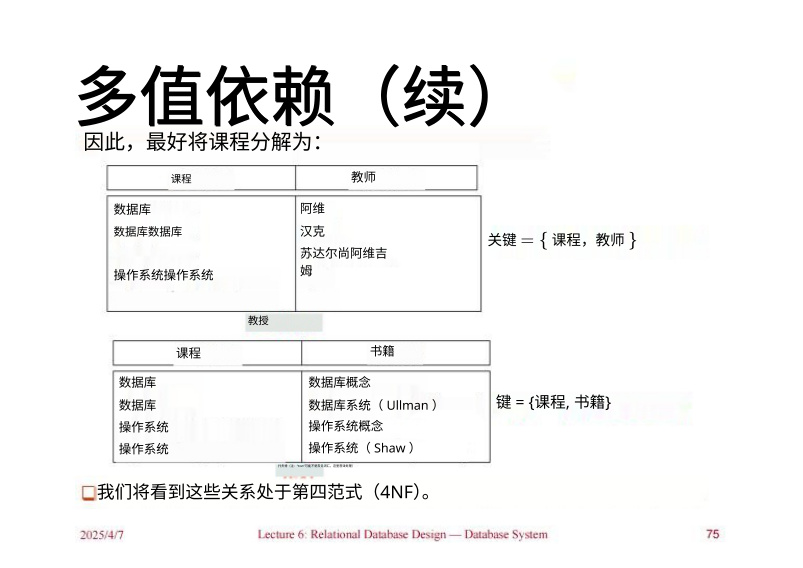 多值依赖（续）
因此，最好将课程分解为：
课程 教师
数据库 阿维
数据库数据库 汉克
苏达尔尚阿维吉
操作系统操作系统 姆
关键 = { 课程，教师 }
教授
课程 书籍
数据库 数据库概念
数据库 数据库系统（ Ullman ）
操作系统 操作系统概念
操作系统 操作系统（ Shaw ）
键 = {课程, 书籍}
我们将看到这些关系处于第四范式（4NF）。
2025/4/7 Lecture 6: Relational Database Design — Database System 75